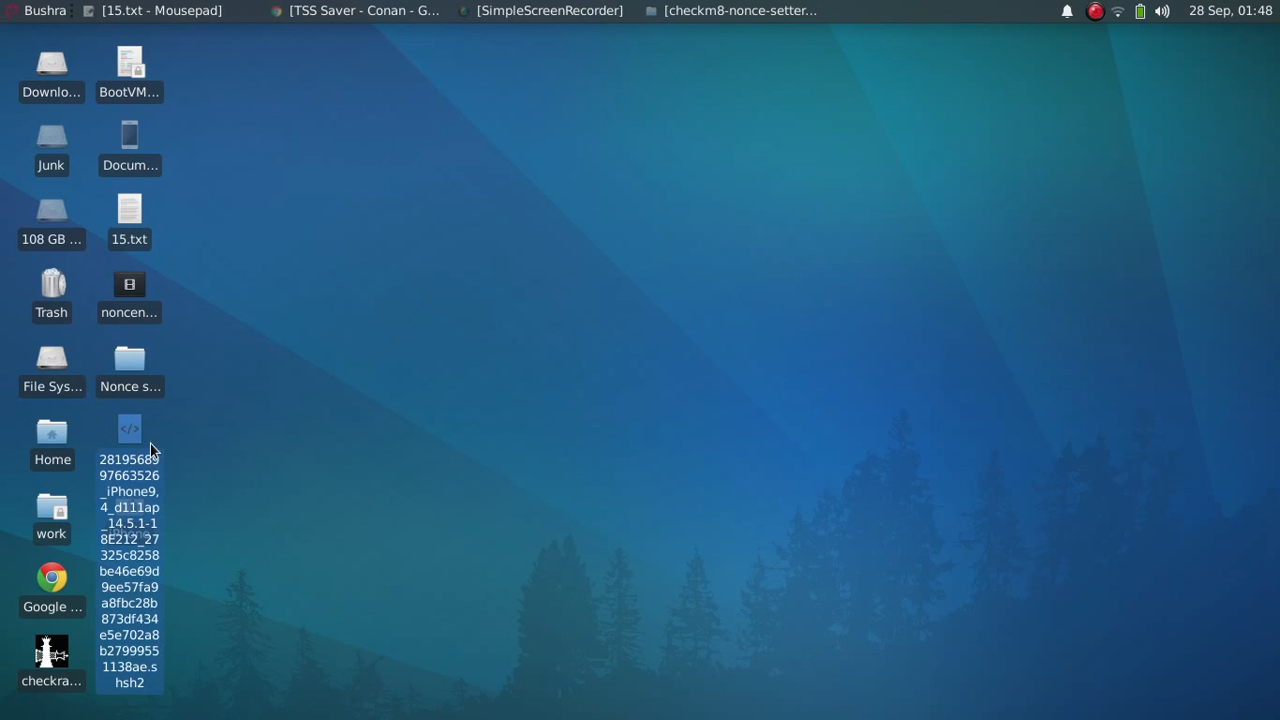 Bushra
[15.txt - Mousepad]
[TSS Saver - Conan - G...
[SimpleScreenRecorder]
[checkm8-nonce-setter...
28 Sep, 01:48
Downlo...
BootVM...
Junk
Docum...
108 GB ...
15.txt
Trash
noncen...
File Sys...
Nonce s...
Home
work
Google ...
checkra...
28195689
97663526
_iPhone9,
4_d111ap
_14.5.1-1
8E212_27
325c8258
be46e69d
9ee57fa9
a8fbc28b
873df434
e5e702a8
b2799955
1138ae.s
hsh2